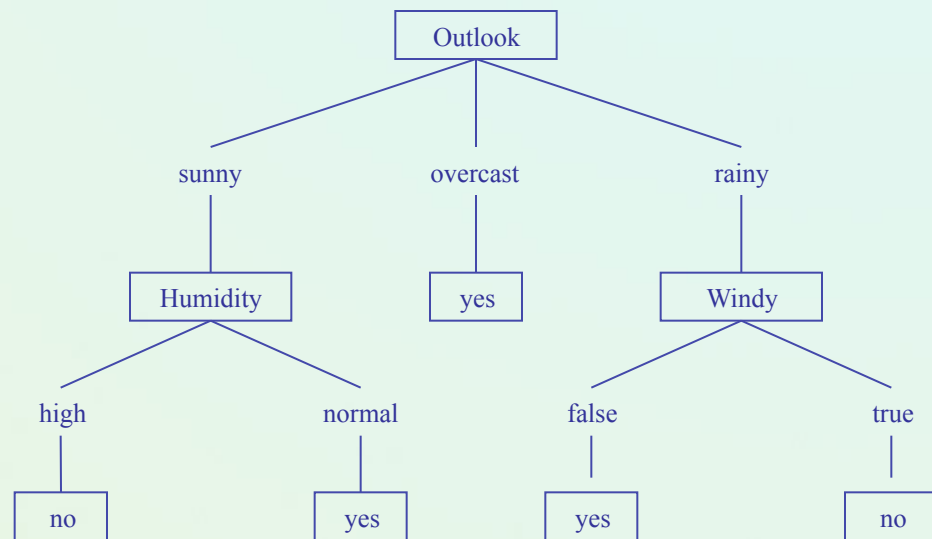 Outlook
sunny overcast rainy
Humidity yes Windy
high normal false true
no yes yes no